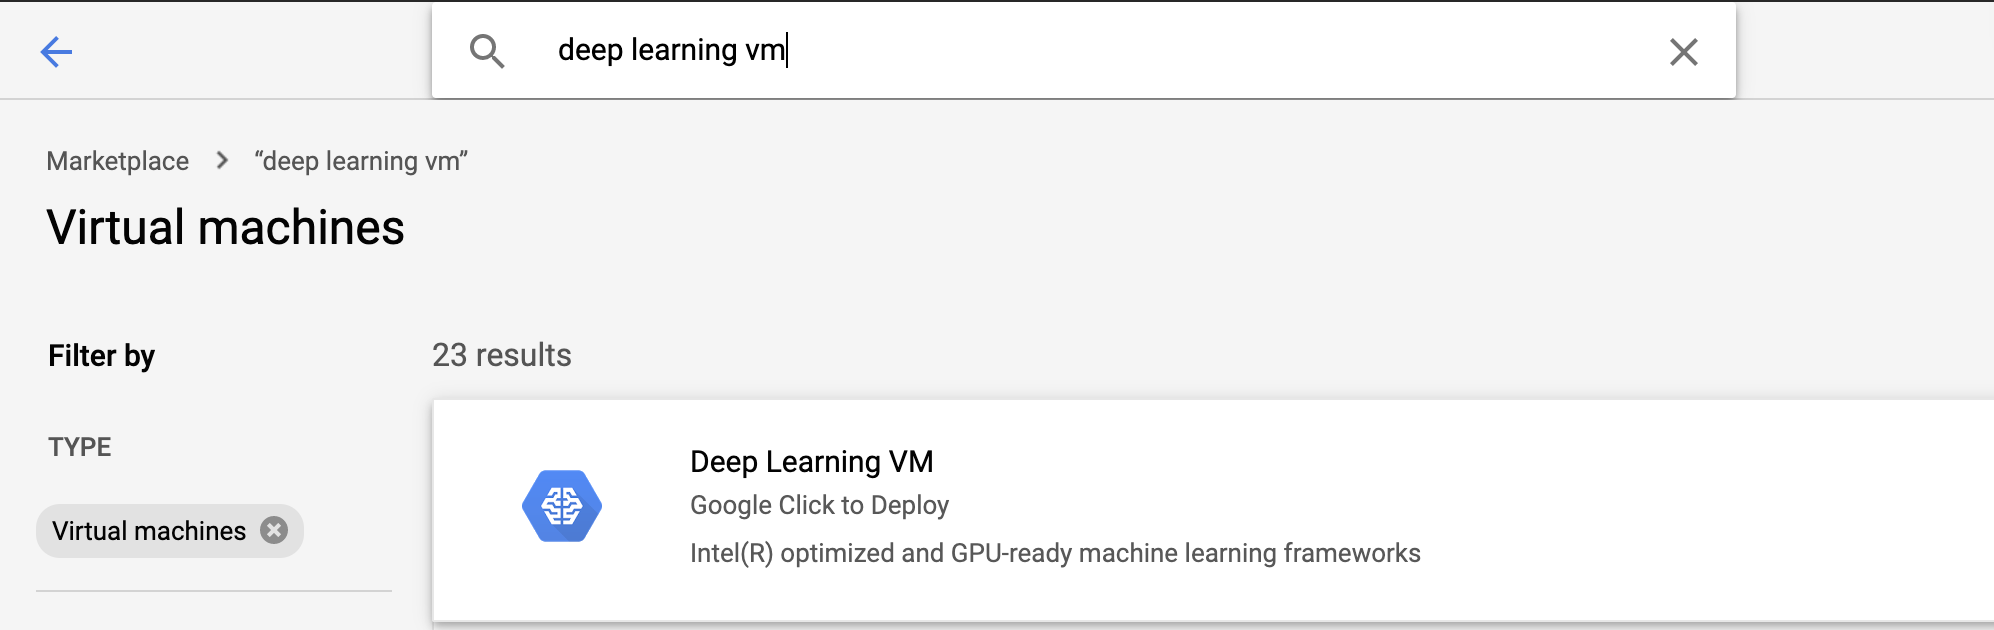 deep learning vm
Marketplace > “deep learning vm”
Virtual machines
Filter by
23 results
TYPE
Virtual machines
Deep Learning VM
Google Click to Deploy
Intel(R) optimized and GPU-ready machine learning frameworks